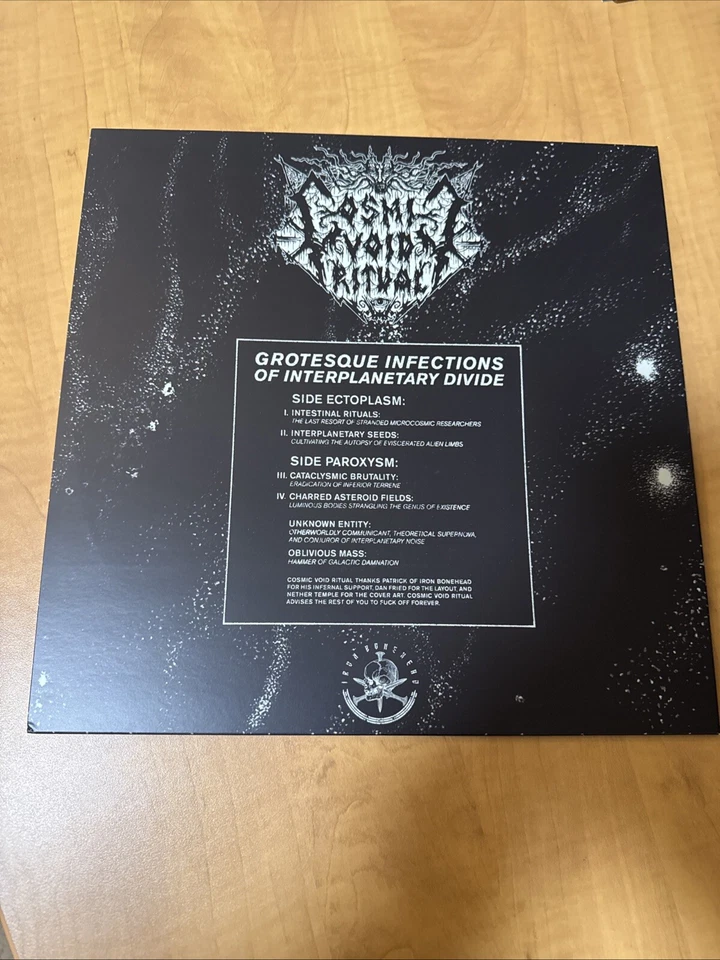 COSMIC
VOID
RITUAL
GROTESQUE INFECTIONS
OF INTERPLANETARY DIVIDE
SIDE ECTOPLASM:
I. INTESTINAL RITUALS:
THE LAST RESORT OF STRANDED MICROCOSMIC RESEARCHERS
II. INTERPLANETARY SEEDS:
CULTIVATING THE AUTOPSY OF EVISCERATED ALIEN LIMBS
SIDE PAROXYSM:
III. CATACLYSMIC BRUTALITY:
ERADICATION OF INFERIOR TERRENE
IV. CHARRED ASTEROID FIELDS:
LUMINOUS BODIES STRANGLING THE GENUS OF EXISTENCE
UNKNOWN ENTITY:
OTHERWORLDLY COMMUNICANT, THEORETICAL SUPERNOVA,
AND CONJUROR OF INTERPLANETARY NOISE
OBLIVIOUS MASS:
HAMMER OF GALACTIC DAMNATION
COSMIC VOID RITUAL THANKS PATRICK OF IRON BONEHEAD
FOR HIS INFERNAL SUPPORT, DAN FRIED FOR THE LAYOUT, AND
NETHER TEMPLE FOR THE COVER ART. COSMIC VOID RITUAL
ADVISES THE REST OF YOU TO FUCK OFF FOREVER.
IRON BONEHEAD